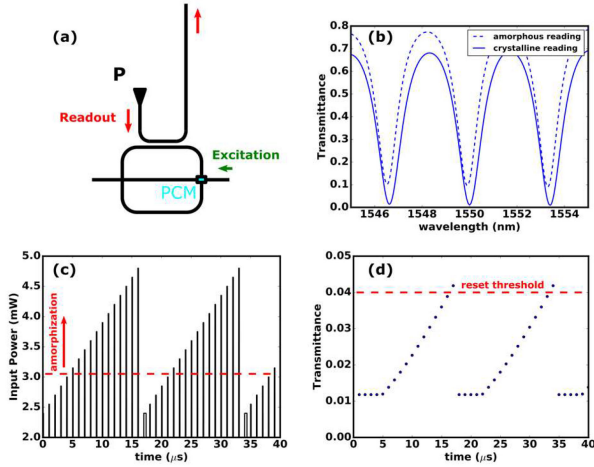 (a)
P
Readout
Excitation
PCM
(b)
amorphous reading
crystalline reading
Transmittance
0.8
0.7
0.6
0.5
0.4
0.3
0.2
0.1
0.0
1546 1548 1550 1552 1554
wavelength (nm)
(c)
Input Power (mW)
5.0
4.5
4.0
3.5
3.0
2.5
2.0
amorphization
0 5 10 15 20 25 30 35 40
time (μs)
(d)
reset threshold
Transmittance
0.05
0.04
0.03
0.02
0.01
0.00
0 5 10 15 20 25 30 35 40
time (μs)